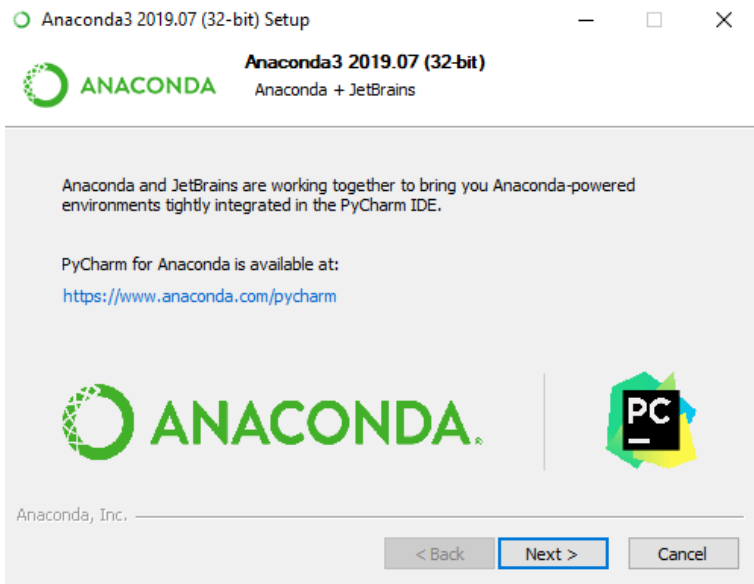 Anaconda3 2019.07 (32-bit) Setup
Anaconda3 2019.07 (32-bit)
ANACONDA
Anaconda + JetBrains
Anaconda and JetBrains are working together to bring you Anaconda-powered
environments tightly integrated in the PyCharm IDE.
PyCharm for Anaconda is available at:
https://www.anaconda.com/pycharm
ANACONDA.®
PC
Anaconda, Inc.
< Back
Next >
Cancel